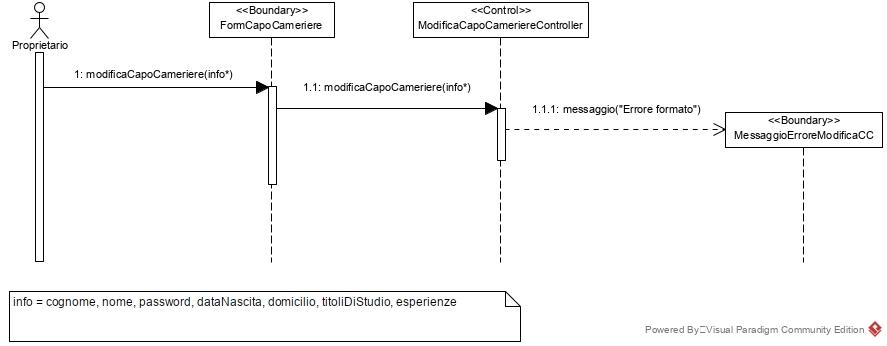 <<Boundary>>
FormCapoCameriere
<<Control>>
ModificaCapoCameriereController
Proprietario
1: modificaCapoCameriere(info*)
1.1: modificaCapoCameriere(info*)
1.1.1: messaggio("Errore formato")
<<Boundary>>
MessaggioErroreModificaCC
info = cognome, nome, password, dataNascita, domicilio, titoliDiStudio, esperienze
Powered By Visual Paradigm Community Edition